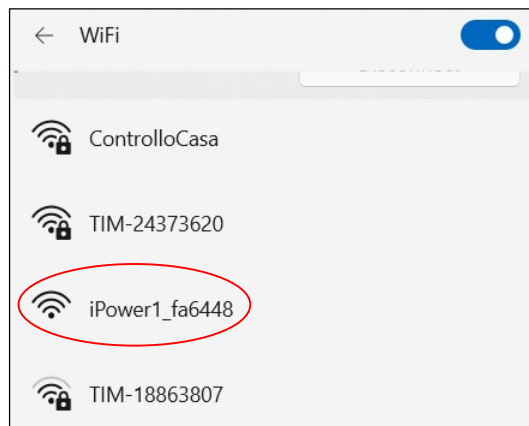 WiFi
ControlloCasa
TIM-24373620
iPower1_fa6448
TIM-18863807